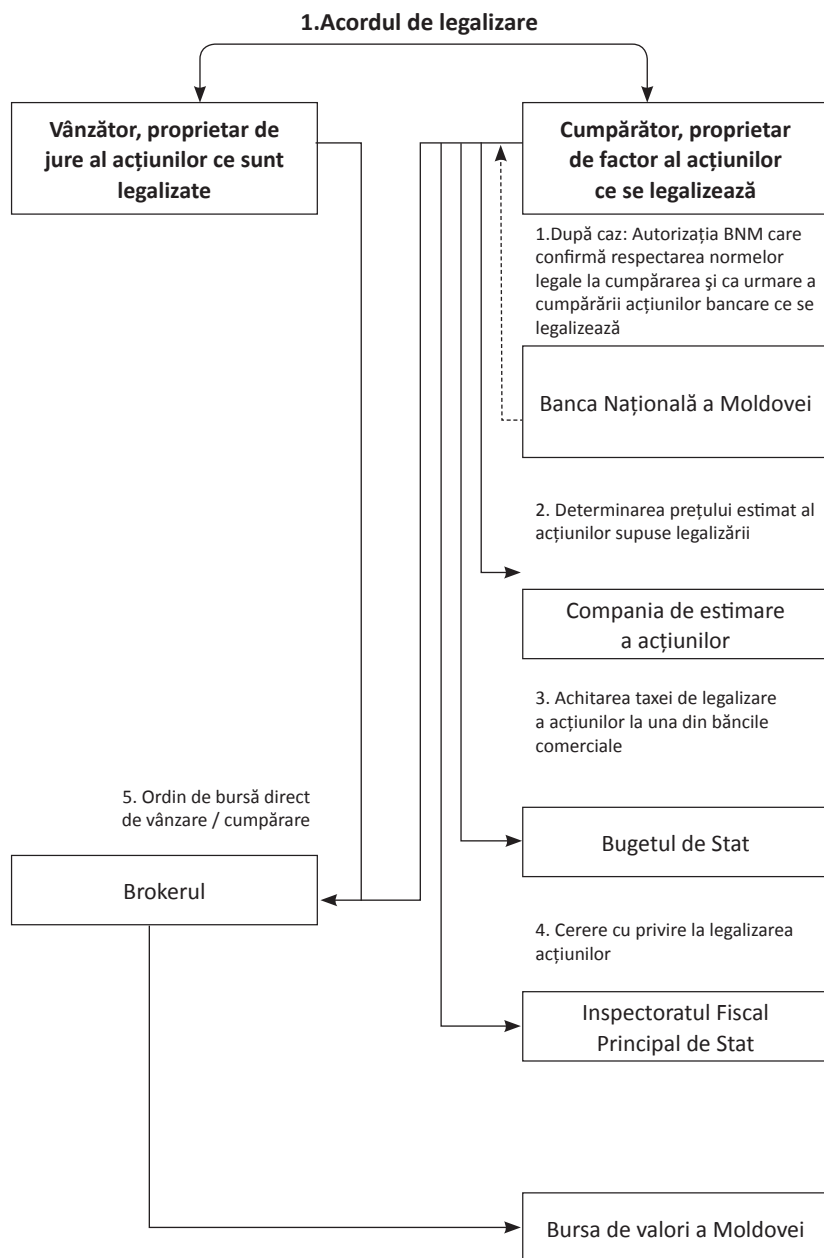 1.Acordul de legalizare
Vânzător, proprietar de
jure al acțiunilor ce sunt
legalizate
Cumpărător, proprietar
de factor al acțiunilor
ce se legalizează
1.După caz: Autorizația BNM care
confirmă respectarea normelor
legale la cumpărarea şi ca urmare a
cumpărării acțiunilor bancare ce se
legalizează
Banca Națională a Moldovei
2. Determinarea prețului estimat al
acțiunilor supuse legalizării
Compania de estimare
a acțiunilor
3. Achitarea taxei de legalizare
a acțiunilor la una din băncile
comerciale
5. Ordin de bursă direct
de vânzare / cumpărare
Bugetul de Stat
Brokerul
4. Cerere cu privire la legalizarea
acțiunilor
Inspectoratul Fiscal
Principal de Stat
Bursa de valori a Moldovei